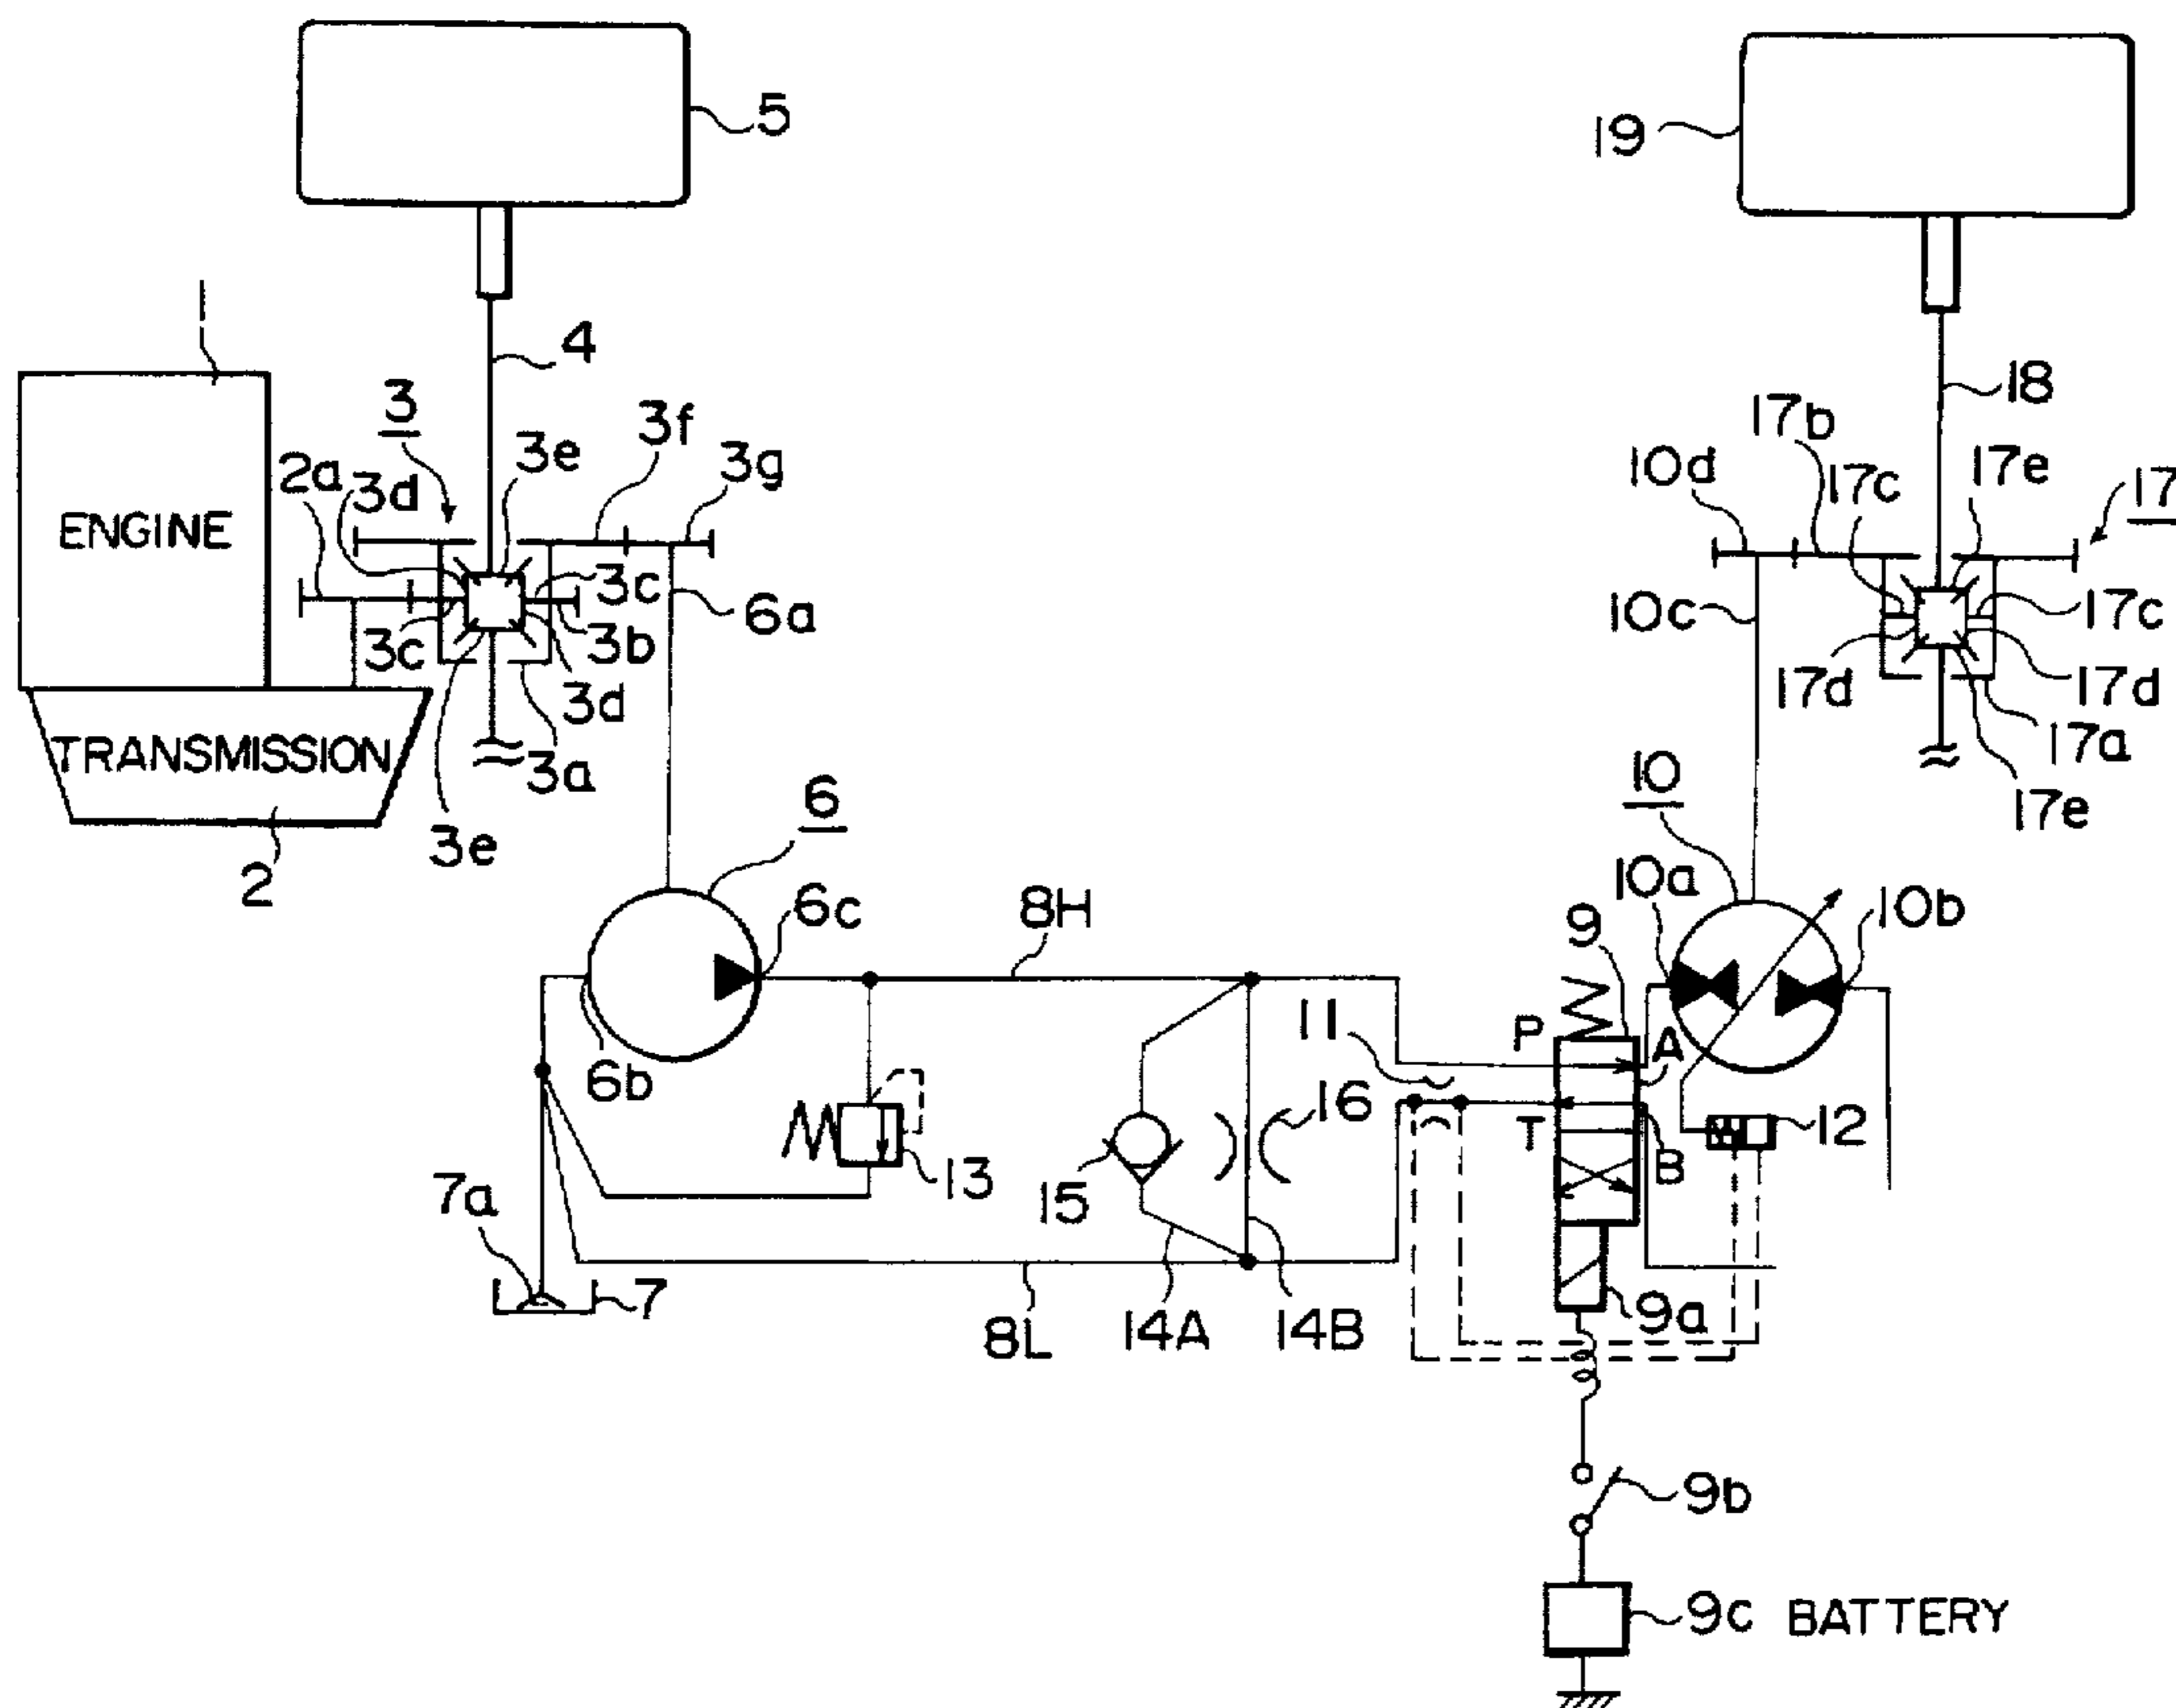 5
19
1
4
18
3
3f
17b
3e
3g
10d
17c
17e
17
2a
3d
ENGINE
3c
6a
10c
17c
3c
3b
17d
17d
3d
TRANSMISSION
3a
17a
6
10
17e
3e
2
6c
8H
10a
9
10b
11
P
A
6b
16
T
12
B
13
15
7a
7
9a
8L
14A
14B
9b
9c BATTERY